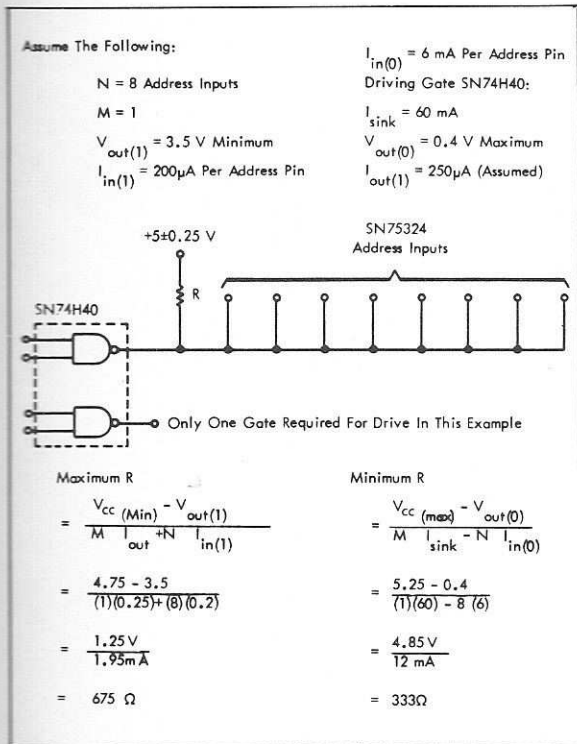 Assume The Following:
N = 8 Address Inputs
M = 1
V out(1) = 3.5 V Minimum
I in(1) = 200µA Per Address Pin
I in(0) = 6 mA Per Address Pin
Driving Gate SN74H40:
I sink = 60 mA
V out(0) = 0.4 V Maximum
I out(1) = 250µA (Assumed)
+5±0.25 V
R
SN75324
Address Inputs
SN74H40
Only One Gate Required For Drive In This Example
Maximum R
= Vcc (Min) - V out(1)
M I out +N I in(1)
= 4.75 - 3.5
(1)(0.25)+(8)(0.2)
= 1.25 V
1.95mA
= 675 Ω
Minimum R
= Vcc (max) - V out(0)
M I sink - N I in(0)
= 5.25 - 0.4
(1)(60) - 8 (6)
= 4.85 V
12 mA
= 333Ω